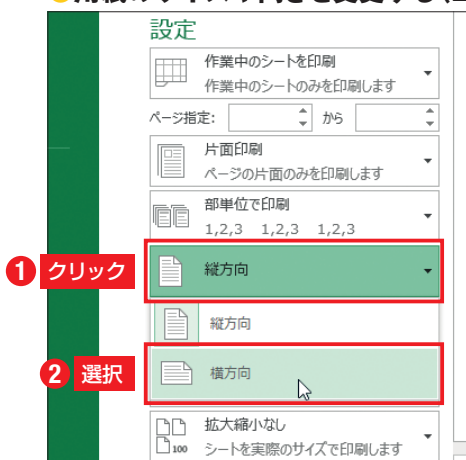 設定
作業中のシートを印刷
作業中のシートのみを印刷します
ページ指定: から
片面印刷
ページの片面のみを印刷します
部単位で印刷
1,2,3 1,2,3 1,2,3
1 クリック
縦方向
縦方向
2 選択
横方向
拡大縮小なし
100 シートを実際のサイズで印刷します